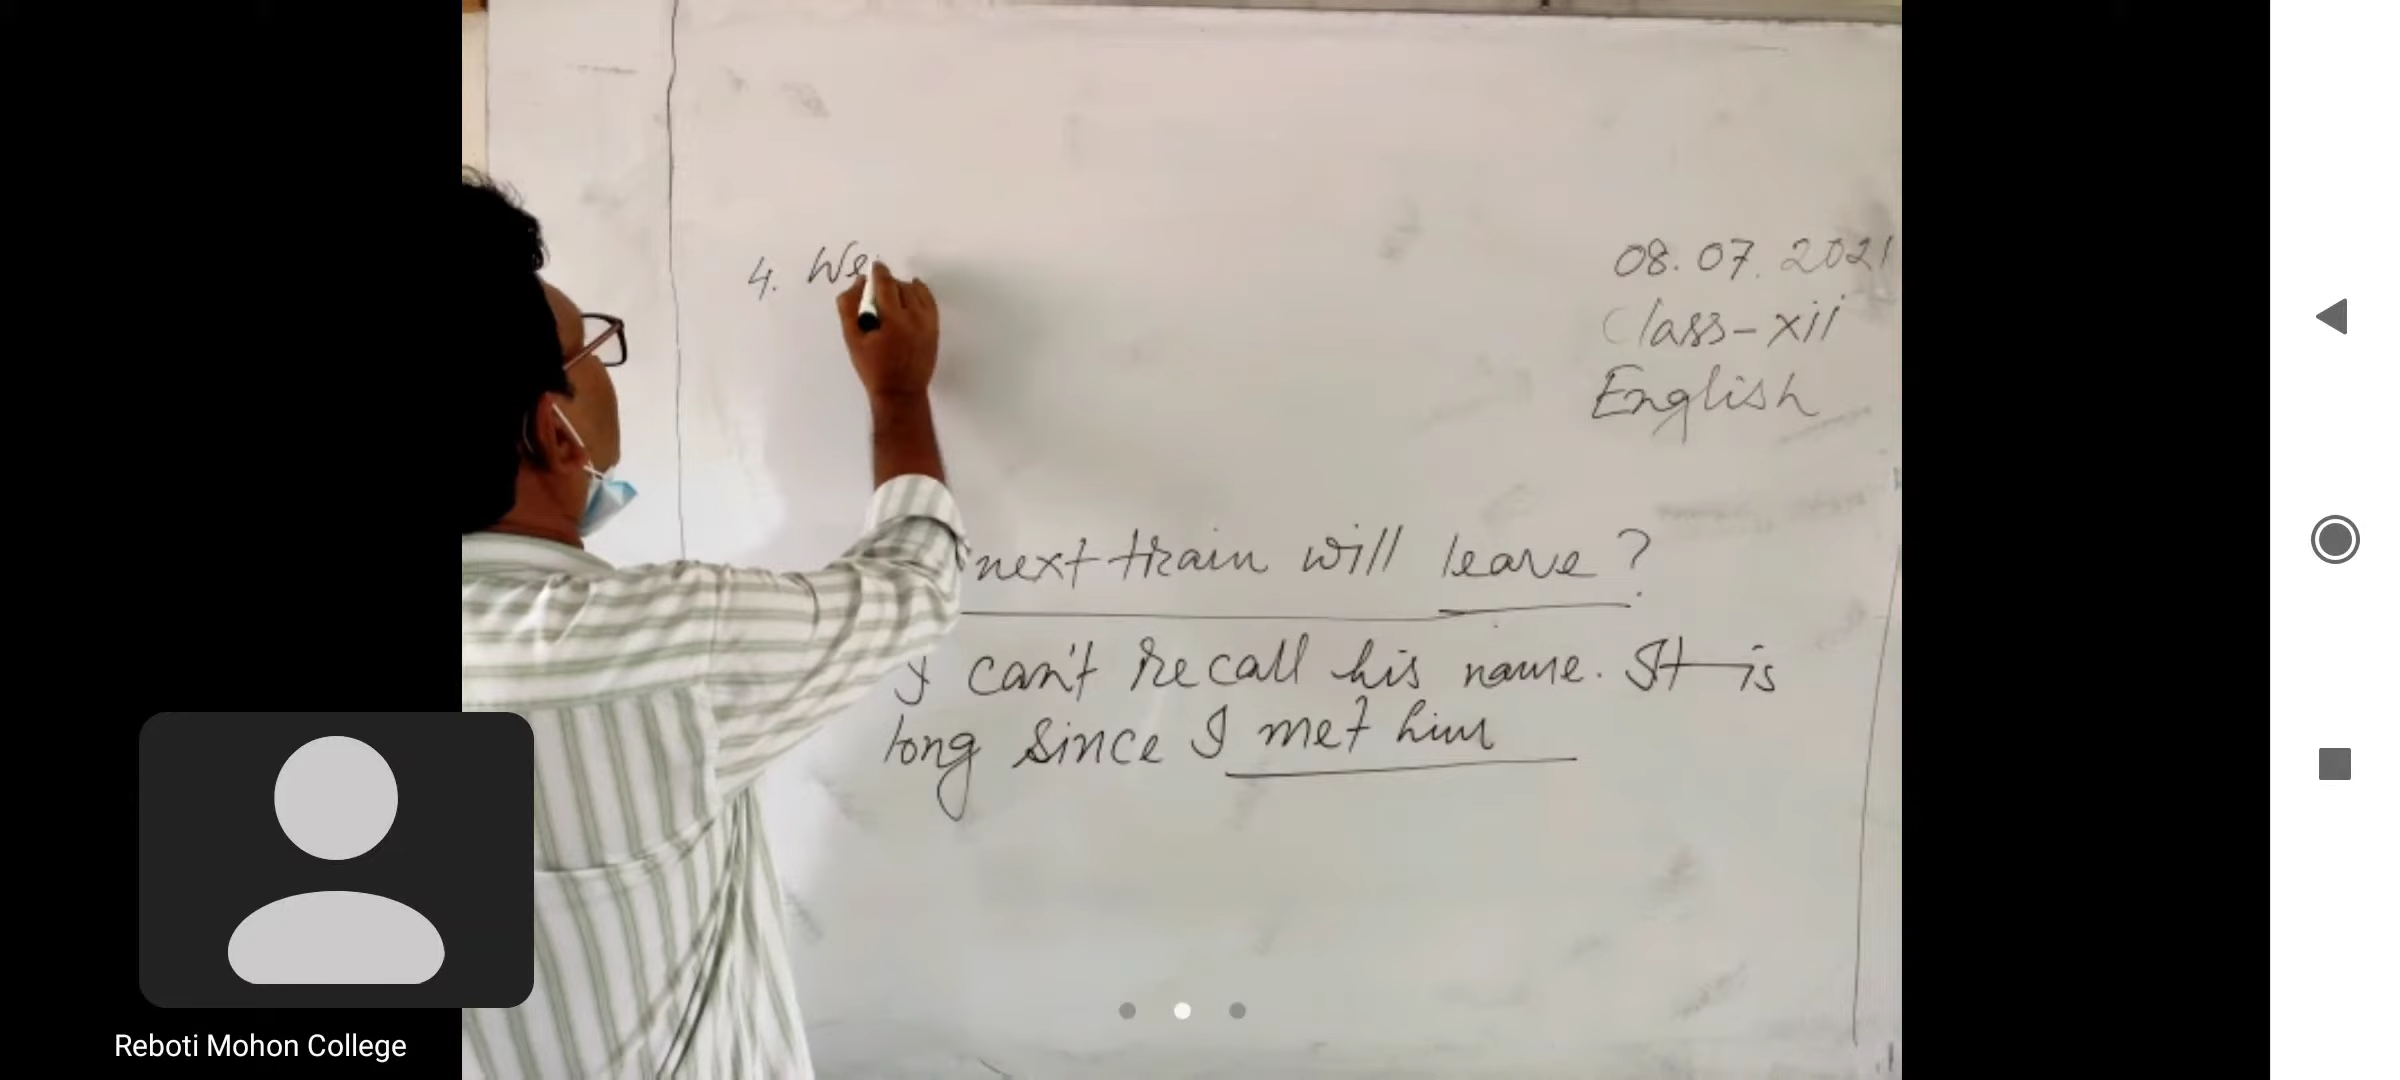 08.07.2021
Class-xii
English
4. We
next train will leave?
I can't recall his name. It is
long since I met him
Reboti Mohon College